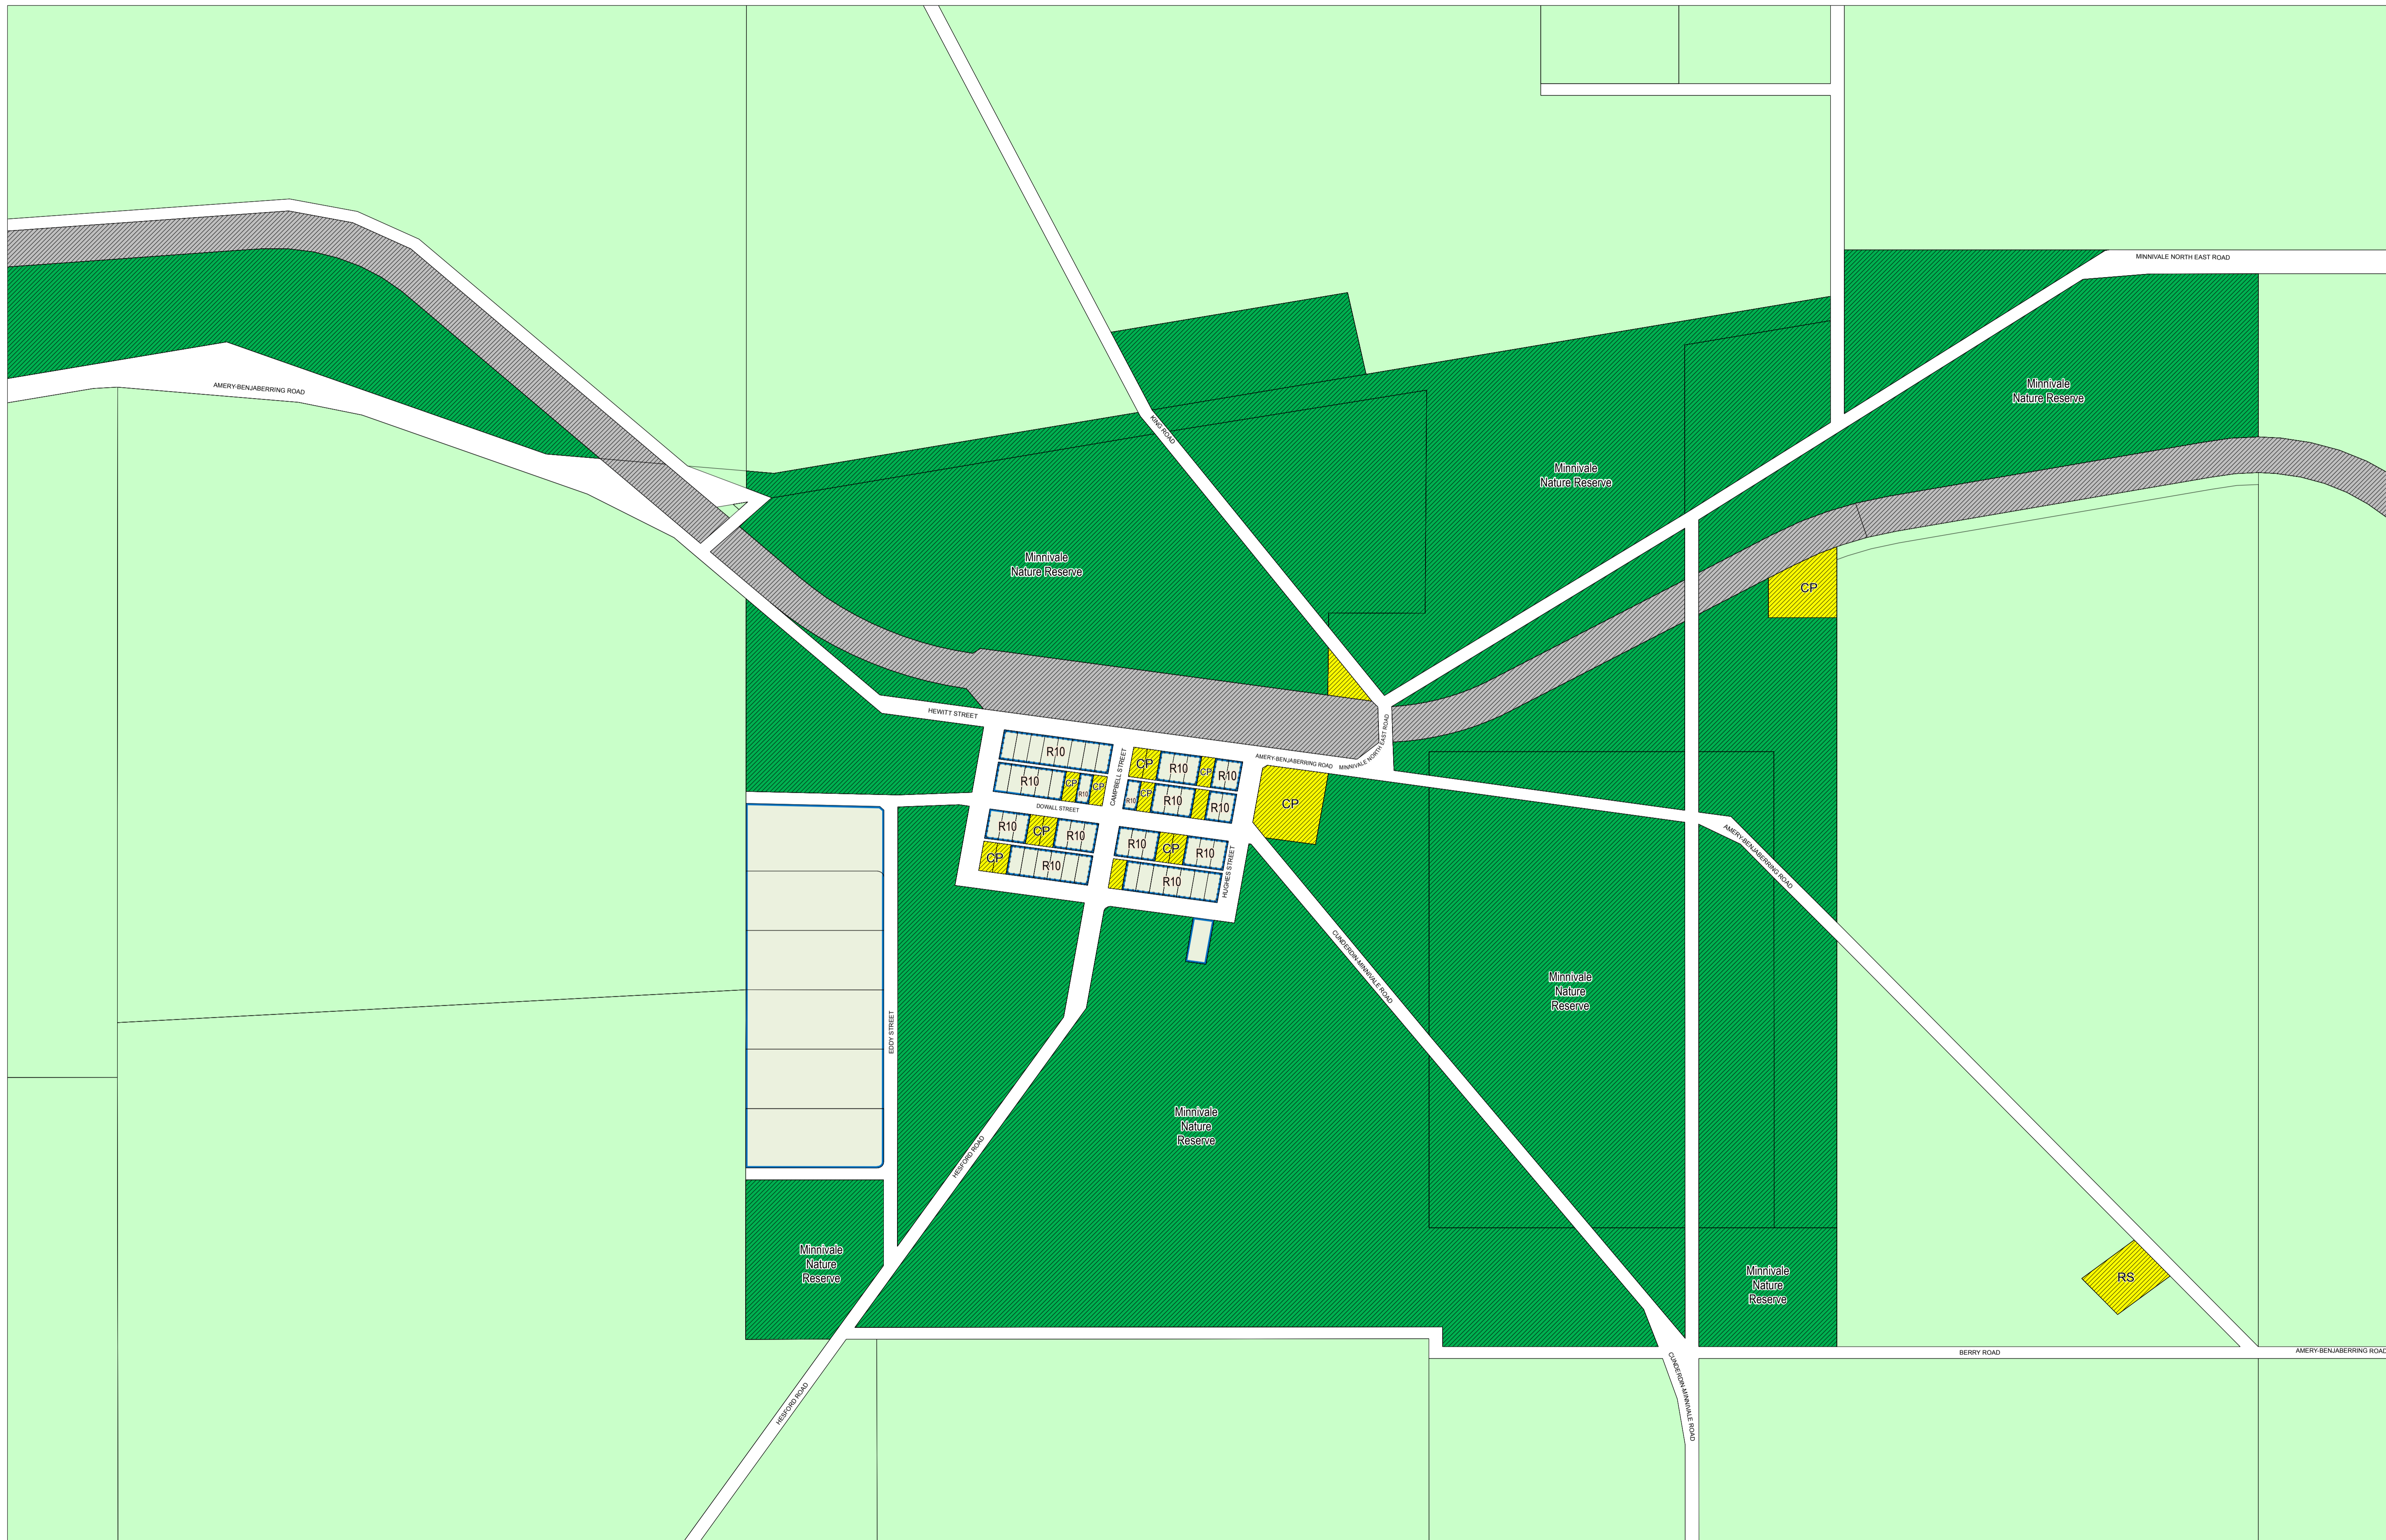 MINNIVALE NORTH EAST ROAD
Minnivale
Nature Reserve
AMERY-BENJABERRING ROAD
KING ROAD
Minnivale
Nature Reserve
Minnivale
Nature Reserve
CP
HEWITT STREET
MINNIVALE NORTH EAST ROAD
AMERY-BENJABERRING ROAD
CAMPBELL STREET
R10
CP
R10
CP
R10
R10
CP
R10
CP
R10
CP
R10
R10
DOWALL STREET
CP
R10
CP
R10
R10
CP
R10
CP
R10
R10
HUGHES STREET
AMERY-BENJABERRING ROAD
CUNDERDIN-MINNIVALE ROAD
Minnivale
Nature
Reserve
EDDY STREET
Minnivale
Nature
Reserve
HESFORD ROAD
Minnivale
Nature
Reserve
Minnivale
Nature
Reserve
RS
BERRY ROAD
AMERY-BENJABERRING ROAD
CUNDERDIN-MINNIVALE ROAD
HESFORD ROAD